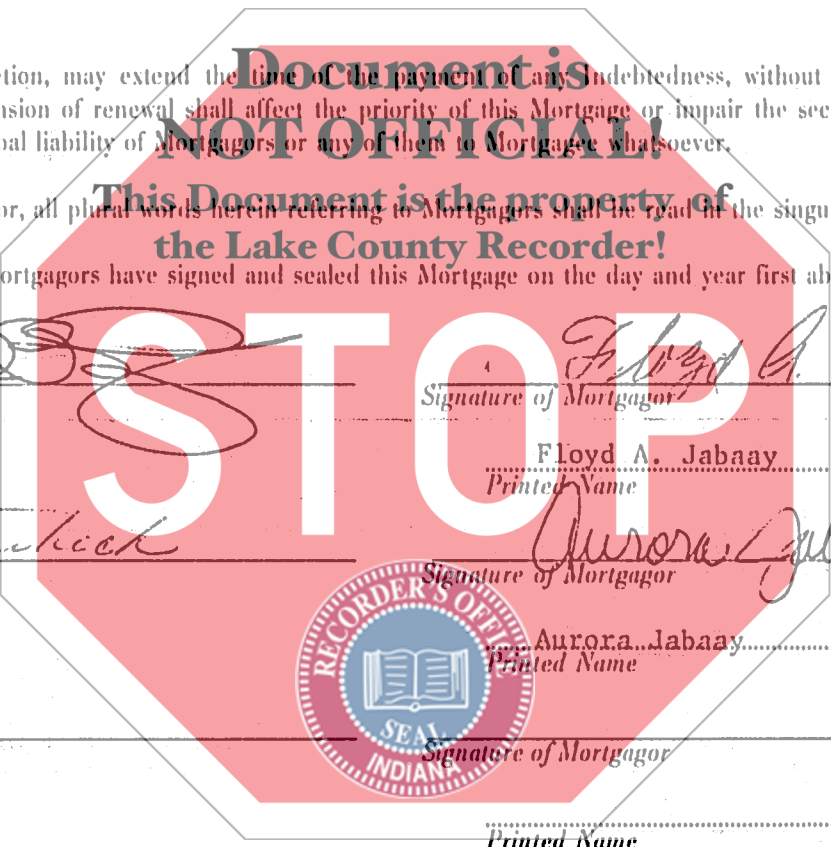 Document is
tion, may extend the time of the payment of any Indebtedness, without
nsion of renewal shall affect the priority of this Mortgage or impair the sec
NOT OFFICIAL!
nal liability of Mortgagors or any of them to Mortgagee whatsoever.
This Document is the property of
or, all plural words herein referring to Mortgagors shall be read in the singu
the Lake County Recorder!
ortgagors have signed and sealed this Mortgage on the day and year first ab
STOP
Floyd A.
Signature of Mortgagor
Floyd A. Jabaay
Printed Name
Aurora
Signature of Mortgagor
Aurora Jabaay
Printed Name
RECORDER'S OFFICE
SEAL
INDIANA
Signature of Mortgagor
Printed Name